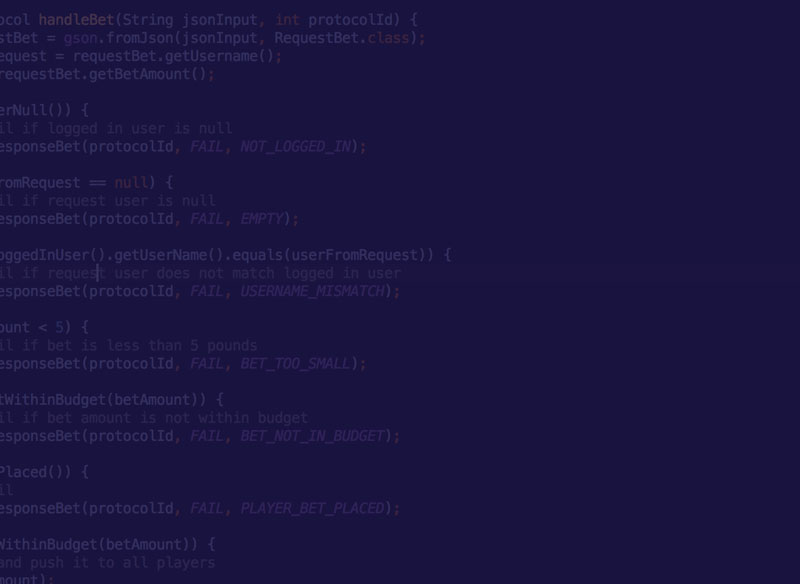 ocol handleBet(String jsonInput, int protocolId) {
stBet = gson.fromJson(jsonInput, RequestBet.class);
equest = requestBet.getUsername();
requestBet.getBetAmount();
erNull()) {
il if logged in user is null
esponseBet(protocolId, FAIL, NOT_LOGGED_IN);
romRequest == null) {
il if request user is null
esponseBet(protocolId, FAIL, EMPTY);
oggedInUser().getUserName().equals(userFromRequest)) {
il if request user does not match logged in user
esponseBet(protocolId, FAIL, USERNAME_MISMATCH);
ount < 5) {
il if bet is less than 5 pounds
esponseBet(protocolId, FAIL, BET_TOO_SMALL);
tWithinBudget(betAmount)) {
il if bet amount is not within budget
esponseBet(protocolId, FAIL, BET_NOT_IN_BUDGET);
Placed()) {
il
esponseBet(protocolId, FAIL, PLAYER_BET_PLACED);
WithinBudget(betAmount)) {
and push it to all players
mount);